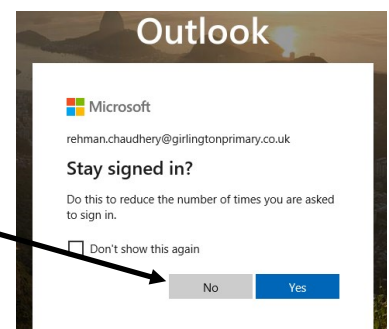 Outlook
Microsoft
rehman.chaudhery@girlingtonprimary.co.uk
Stay signed in?
Do this to reduce the number of times you are asked
to sign in.
Don't show this again
No Yes